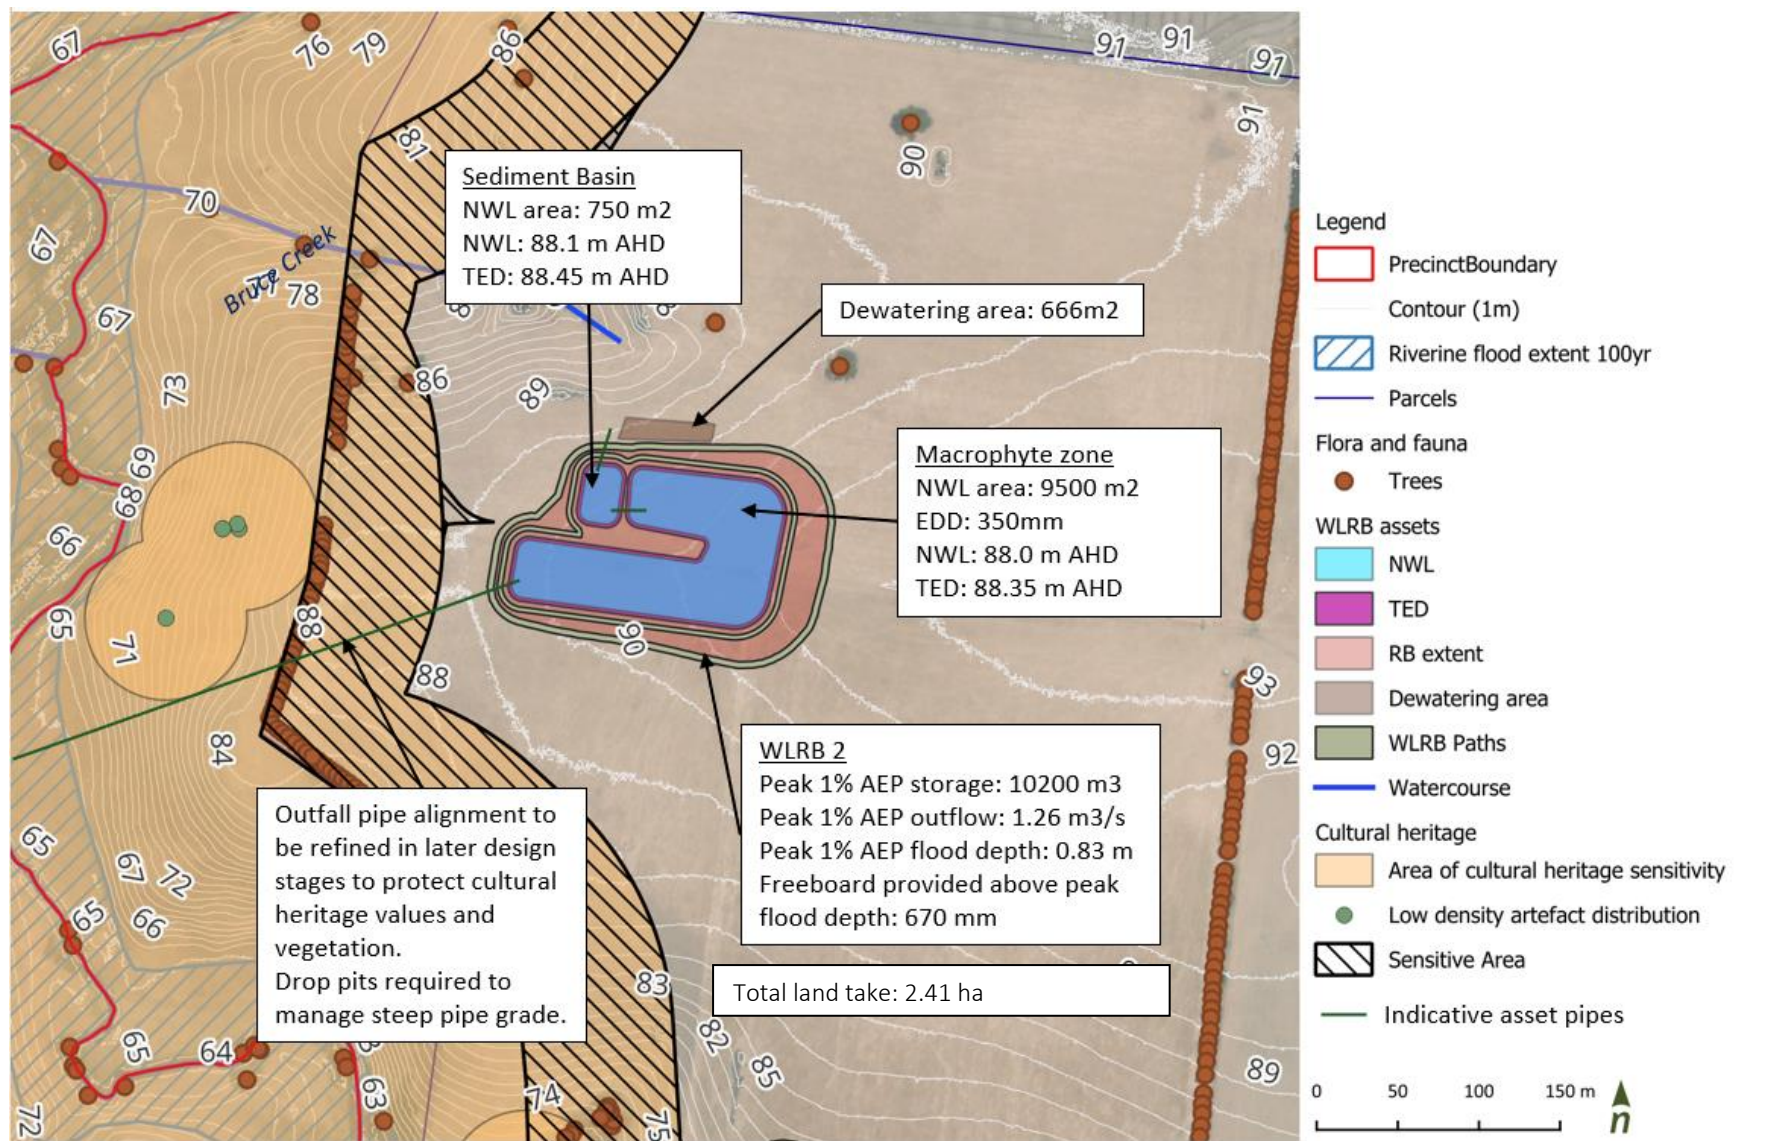 67
76
79
86
91
91
91
91
81
90
70
67
Bruce Creek
77
78
67
86
89
73
69
68
66
65
71
88
88
90
93
92
84
65
67
72
65
66
83
82
85
89
65
64
63
74
75
72
Sediment Basin
NWL area: 750 m2
NWL: 88.1 m AHD
TED: 88.45 m AHD
Dewatering area: 666m2
Macrophyte zone
NWL area: 9500 m2
EDD: 350mm
NWL: 88.0 m AHD
TED: 88.35 m AHD
WLRB 2
Peak 1% AEP storage: 10200 m3
Peak 1% AEP outflow: 1.26 m3/s
Peak 1% AEP flood depth: 0.83 m
Freeboard provided above peak
flood depth: 670 mm
Total land take: 2.41 ha
Outfall pipe alignment to
be refined in later design
stages to protect cultural
heritage values and
vegetation.
Drop pits required to
manage steep pipe grade.
Legend
PrecinctBoundary
Contour (1m)
Riverine flood extent 100yr
Parcels
Flora and fauna
Trees
WLRB assets
NWL
TED
RB extent
Dewatering area
WLRB Paths
Watercourse
Cultural heritage
Area of cultural heritage sensitivity
Low density artefact distribution
Sensitive Area
Indicative asset pipes
0 50 100 150 m
n